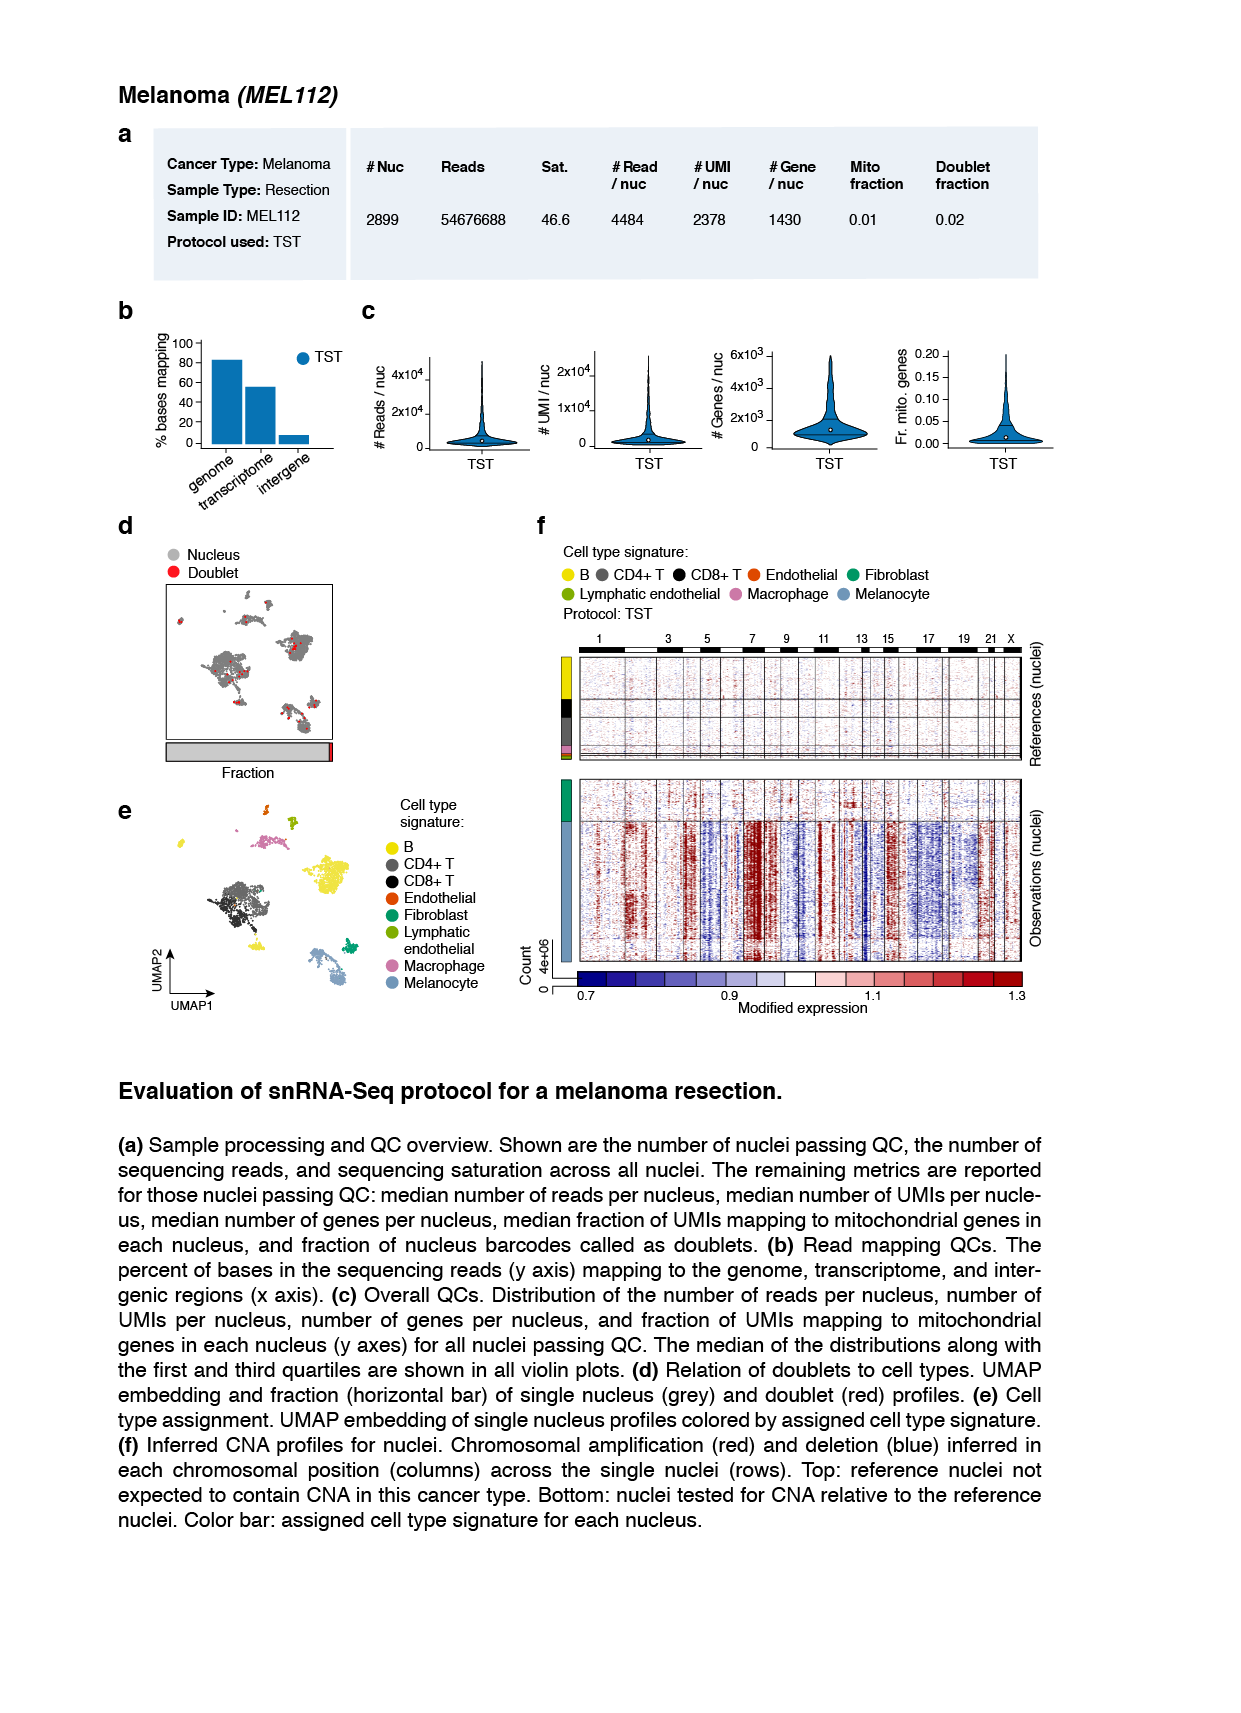 Melanoma (MEL112)
a
Cancer Type: Melanoma
Sample Type: Resection
Sample ID: MEL112
Protocol used: TST
# Nuc Reads Sat. # Read / nuc # UMI / nuc # Gene / nuc Mito fraction Doublet fraction
2899 54676688 46.6 4484 2378 1430 0.01 0.02
b
% bases mapping
100
80
60
40
20
0
TST
genome
transcriptome
intergene
c
# Reads / nuc
4x10⁴
2x10⁴
0
TST
# UMI / nuc
2x10⁴
1x10⁴
0
TST
# Genes / nuc
6x10³
4x10³
2x10³
0
TST
Fr. mito. genes
0.20
0.15
0.10
0.05
0.00
TST
d
Nucleus
Doublet
Fraction
e
Cell type
signature:
B
CD4+ T
CD8+ T
Endothelial
Fibroblast
Lymphatic
endothelial
Macrophage
Melanocyte
UMAP2
UMAP1
f
Cell type signature:
B CD4+ T CD8+ T Endothelial Fibroblast
Lymphatic endothelial Macrophage Melanocyte
Protocol: TST
1 3 5 7 9 11 13 15 17 19 21 X
References (nuclei)
Observations (nuclei)
Count
0 4e+06
0.7 0.9 1.1 1.3
Modified expression
Evaluation of snRNA-Seq protocol for a melanoma resection.
(a) Sample processing and QC overview. Shown are the number of nuclei passing QC, the number of
sequencing reads, and sequencing saturation across all nuclei. The remaining metrics are reported
for those nuclei passing QC: median number of reads per nucleus, median number of UMIs per nucle-
us, median number of genes per nucleus, median fraction of UMIs mapping to mitochondrial genes in
each nucleus, and fraction of nucleus barcodes called as doublets. (b) Read mapping QCs. The
percent of bases in the sequencing reads (y axis) mapping to the genome, transcriptome, and inter-
genic regions (x axis). (c) Overall QCs. Distribution of the number of reads per nucleus, number of
UMIs per nucleus, number of genes per nucleus, and fraction of UMIs mapping to mitochondrial
genes in each nucleus (y axes) for all nuclei passing QC. The median of the distributions along with
the first and third quartiles are shown in all violin plots. (d) Relation of doublets to cell types. UMAP
embedding and fraction (horizontal bar) of single nucleus (grey) and doublet (red) profiles. (e) Cell
type assignment. UMAP embedding of single nucleus profiles colored by assigned cell type signature.
(f) Inferred CNA profiles for nuclei. Chromosomal amplification (red) and deletion (blue) inferred in
each chromosomal position (columns) across the single nuclei (rows). Top: reference nuclei not
expected to contain CNA in this cancer type. Bottom: nuclei tested for CNA relative to the reference
nuclei. Color bar: assigned cell type signature for each nucleus.